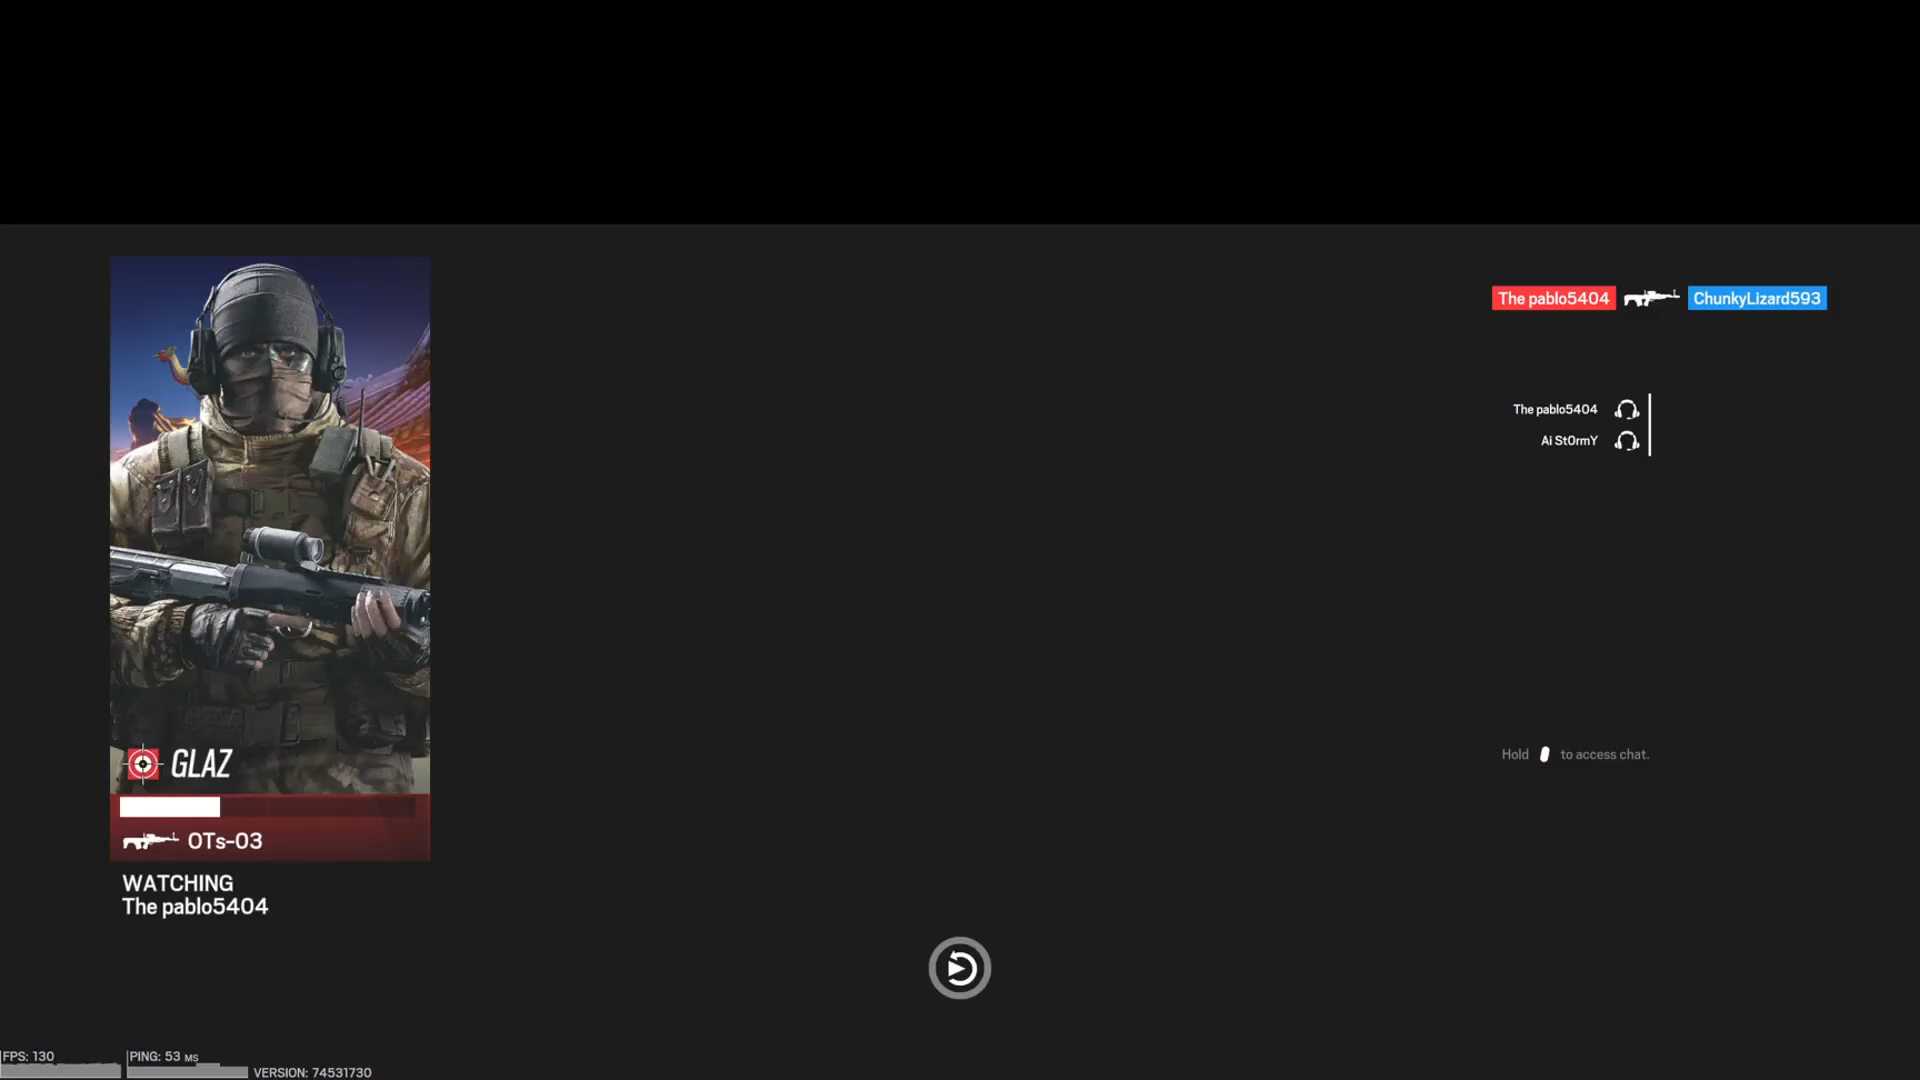 The pablo5404 ChunkyLizard593
The pablo5404
Ai St0rmY
GLAZ
OTs-03
WATCHING
The pablo5404
Hold to access chat.
FPS: 130 PING: 53 MS VERSION: 74531730